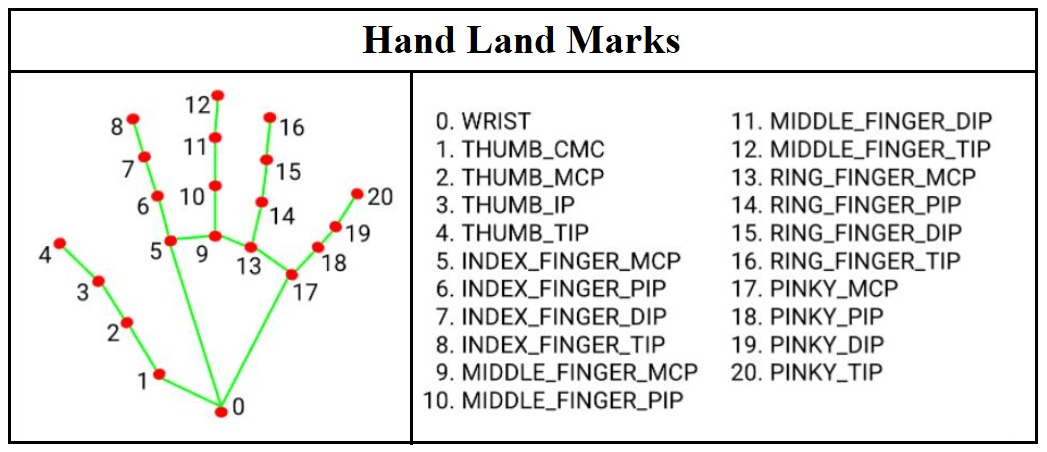 Hand Land Marks
12
8
16
11
7
15
10
20
6
14
19
5
9
18
4
13
3
17
2
1
0
0. WRIST
1. THUMB_CMC
2. THUMB_MCP
3. THUMB_IP
4. THUMB_TIP
5. INDEX_FINGER_MCP
6. INDEX_FINGER_PIP
7. INDEX_FINGER_DIP
8. INDEX_FINGER_TIP
9. MIDDLE_FINGER_MCP
10. MIDDLE_FINGER_PIP
11. MIDDLE_FINGER_DIP
12. MIDDLE_FINGER_TIP
13. RING_FINGER_MCP
14. RING_FINGER_PIP
15. RING_FINGER_DIP
16. RING_FINGER_TIP
17. PINKY_MCP
18. PINKY_PIP
19. PINKY_DIP
20. PINKY_TIP